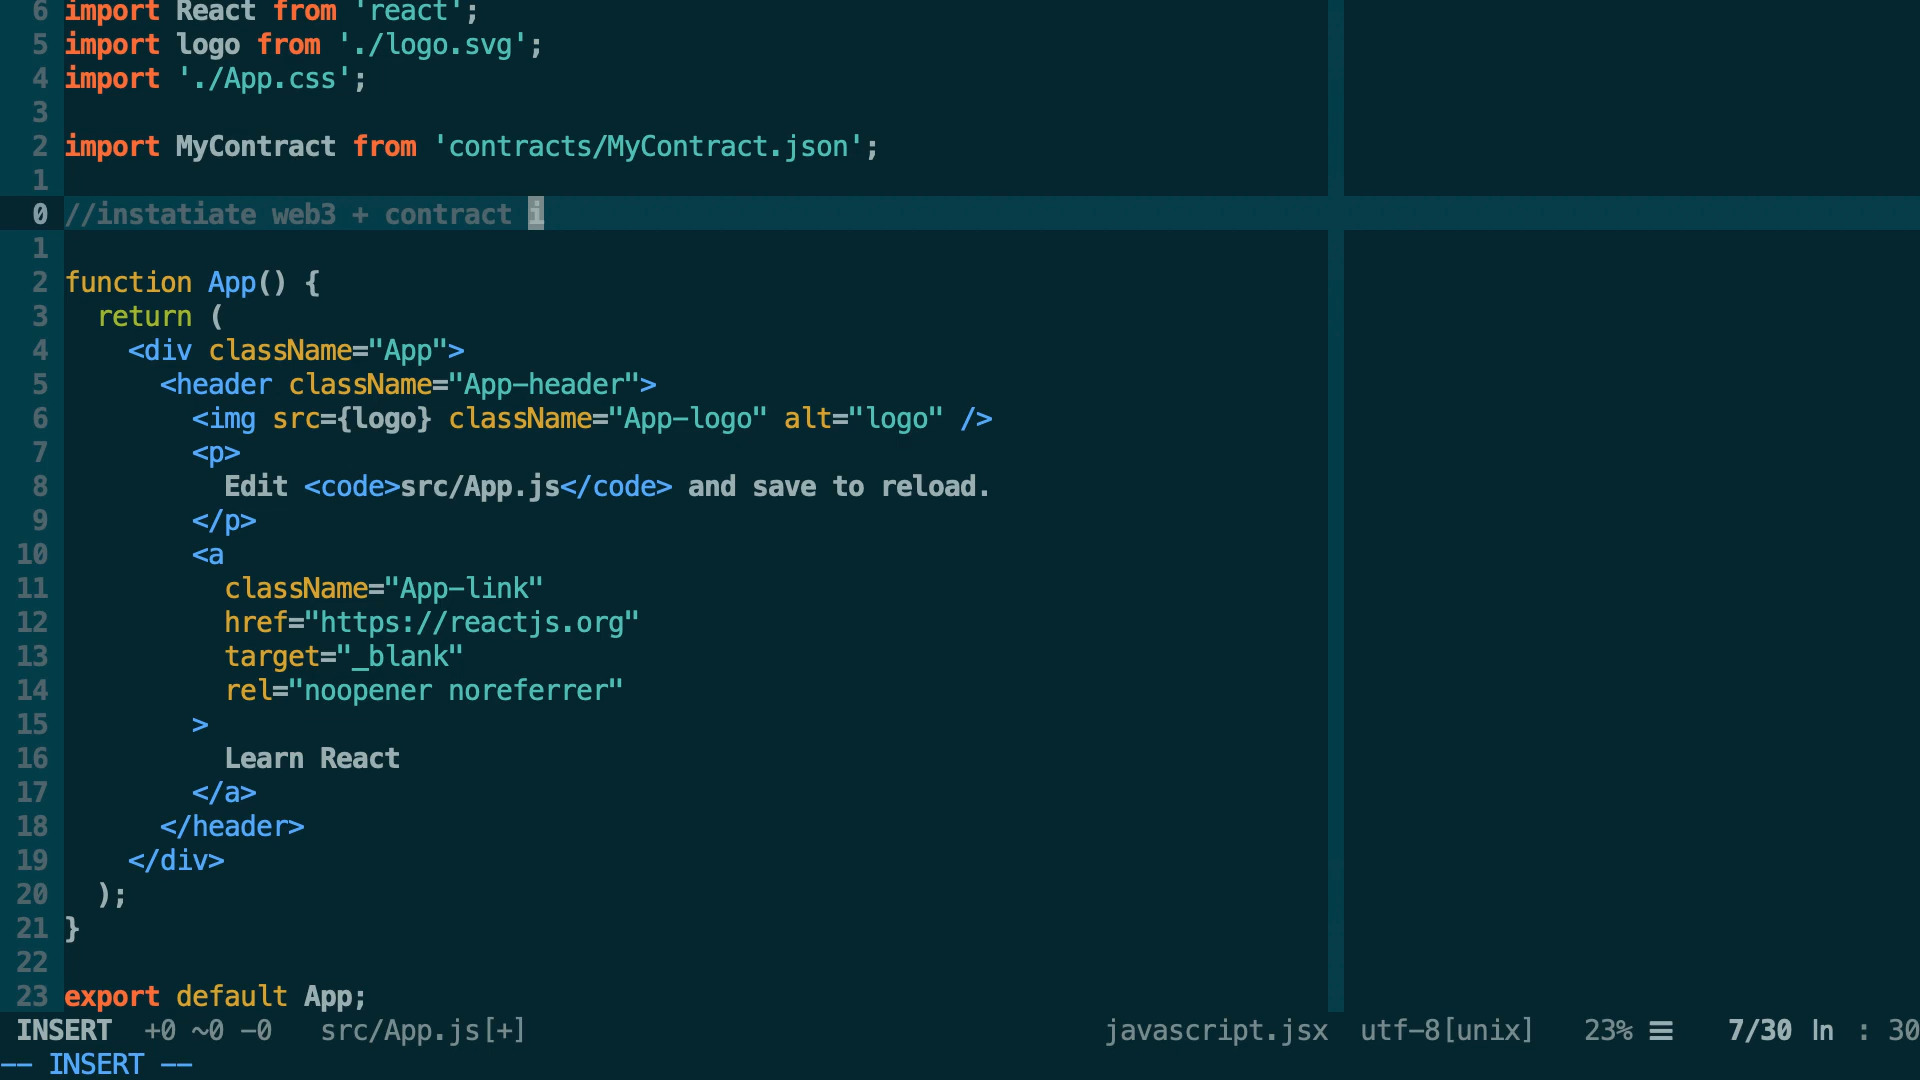 6 import React from 'react';
5 import logo from './logo.svg';
4 import './App.css';
3
2 import MyContract from 'contracts/MyContract.json';
1
0 //instatiate web3 + contract i
1
2 function App() {
3   return (
4     <div className="App">
5       <header className="App-header">
6         <img src={logo} className="App-logo" alt="logo" />
7         <p>
8           Edit <code>src/App.js</code> and save to reload.
9         </p>
10         <a
11           className="App-link"
12           href="https://reactjs.org"
13           target="_blank"
14           rel="noopener noreferrer"
15         >
16           Learn React
17         </a>
18       </header>
19     </div>
20   );
21 }
22
23 export default App;
INSERT +0 ~0 -0 src/App.js[+] javascript.jsx utf-8[unix] 23% ☰ 7/30 ln : 30
-- INSERT --